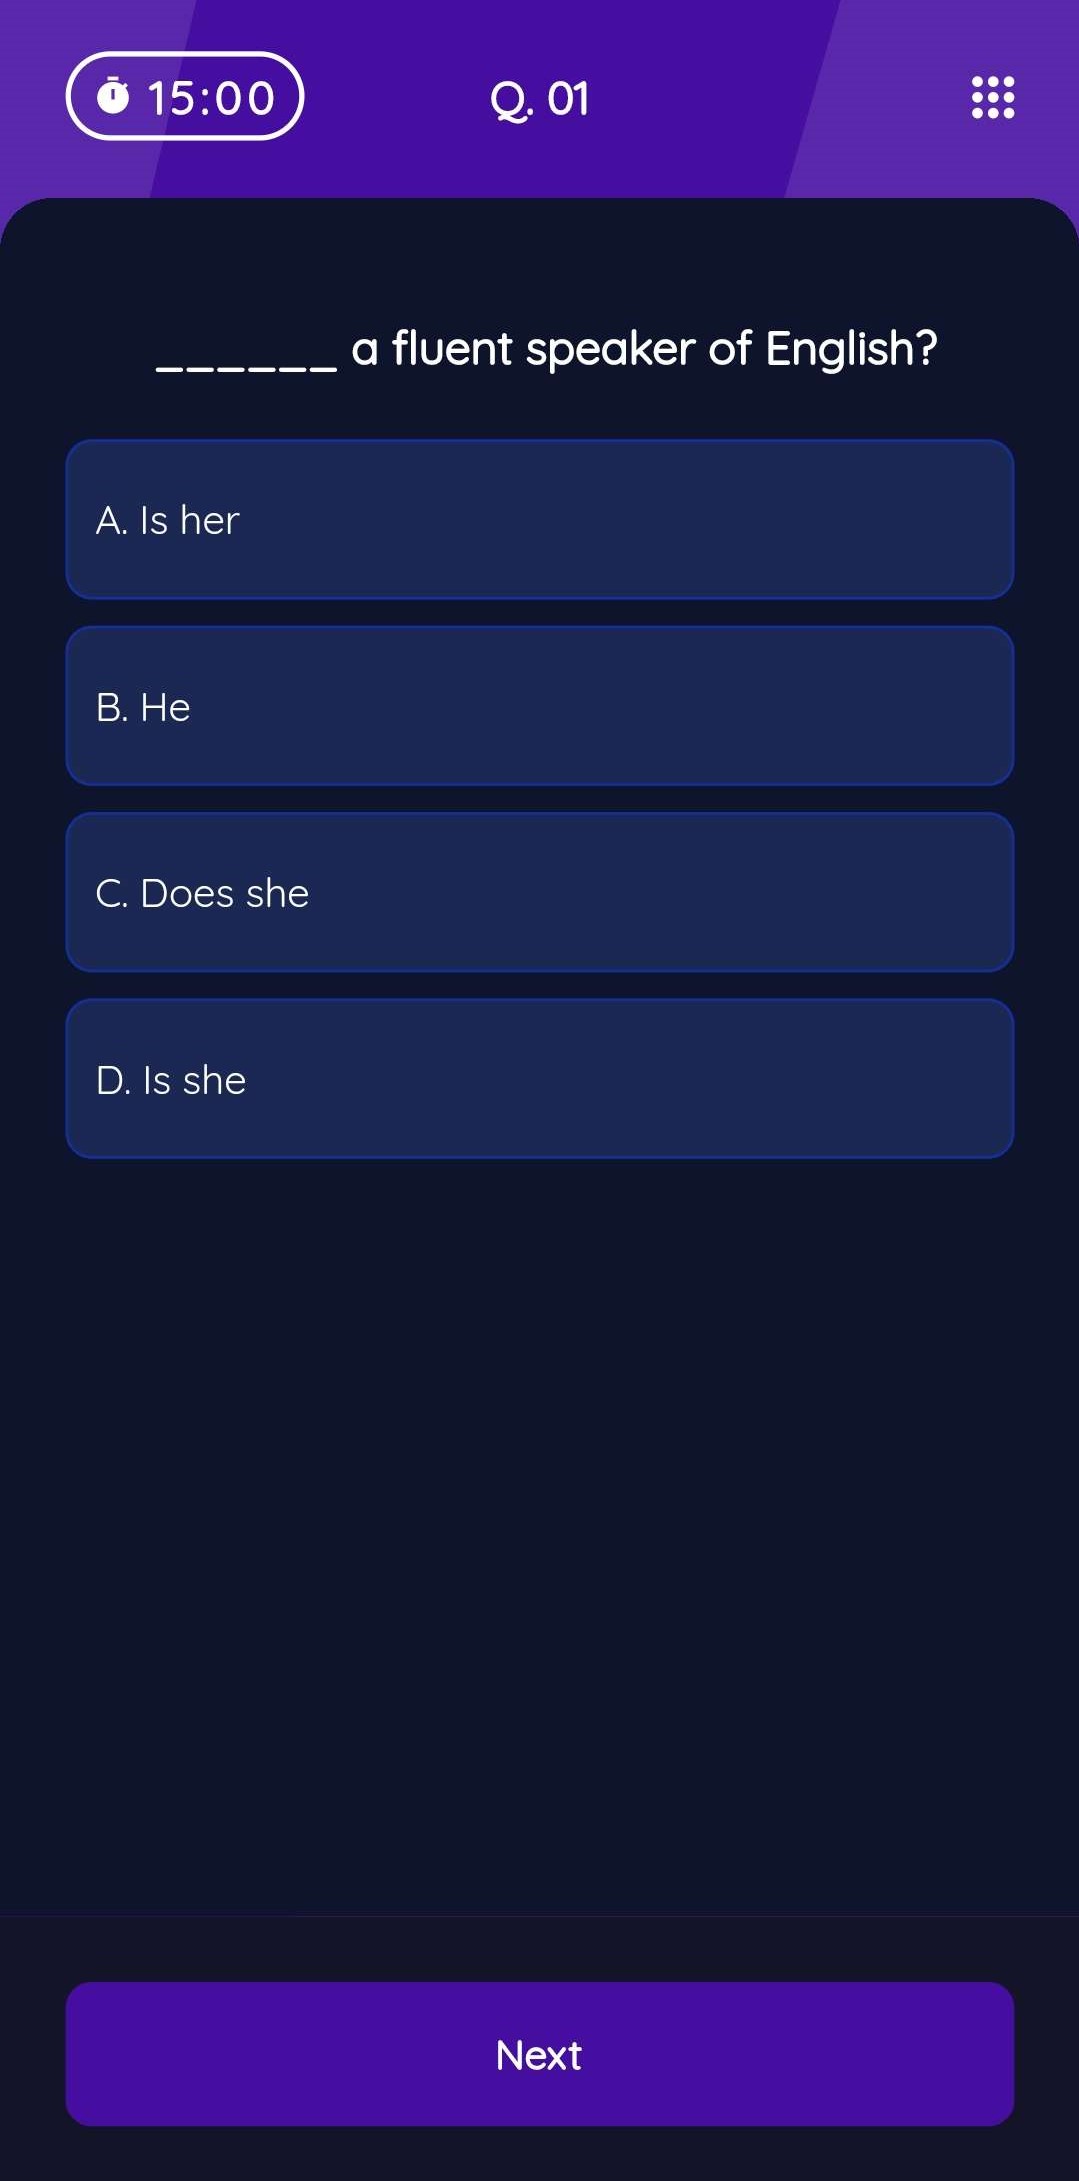 15:00
Q. 01
______ a fluent speaker of English?
A. Is her
B. He
C. Does she
D. Is she
Next